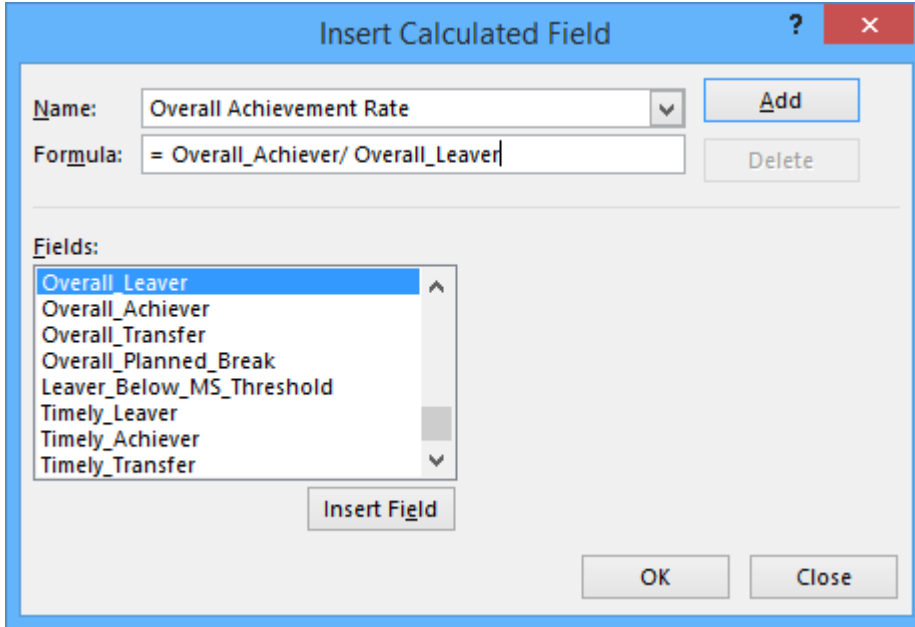 Insert Calculated Field
?
Name:
Overall Achievement Rate
Add
Formula:
= Overall_Achiever/ Overall_Leaver
Delete
Fields:
Overall_Leaver
Overall_Achiever
Overall_Transfer
Overall_Planned_Break
Leaver_Below_MS_Threshold
Timely_Leaver
Timely_Achiever
Timely_Transfer
Insert Field
OK
Close